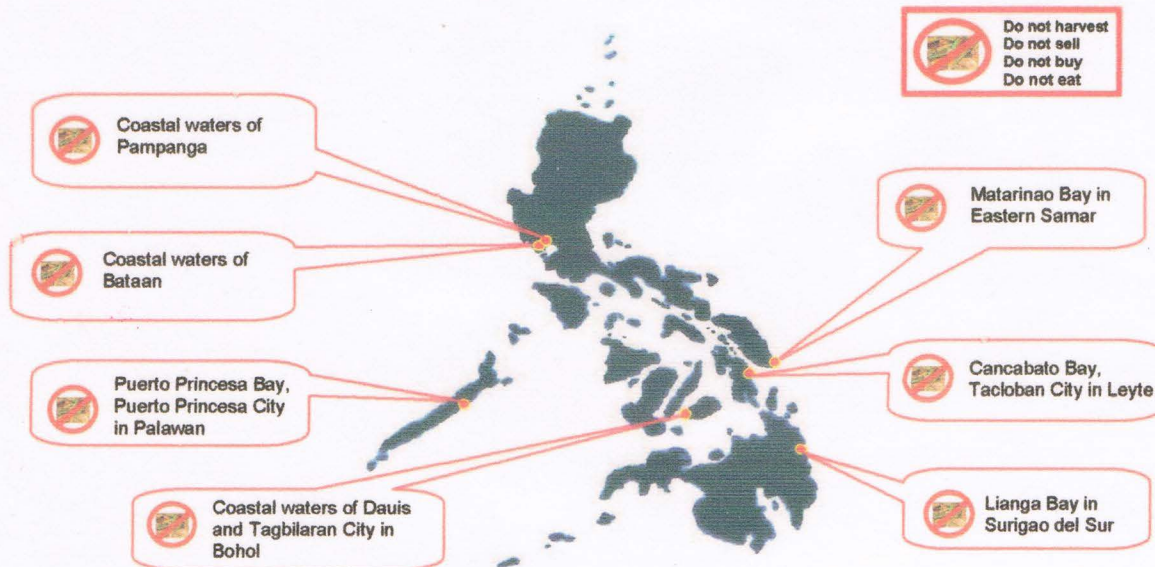 Do not harvest
Do not sell
Do not buy
Do not eat
Coastal waters of
Pampanga
Matarinao Bay in
Eastern Samar
Coastal waters of
Bataan
Puerto Princesa Bay,
Puerto Princesa City
in Palawan
Cancabato Bay,
Tacloban City in Leyte
Coastal waters of Dauis
and Tagbilaran City in
Bohol
Lianga Bay in
Surigao del Sur